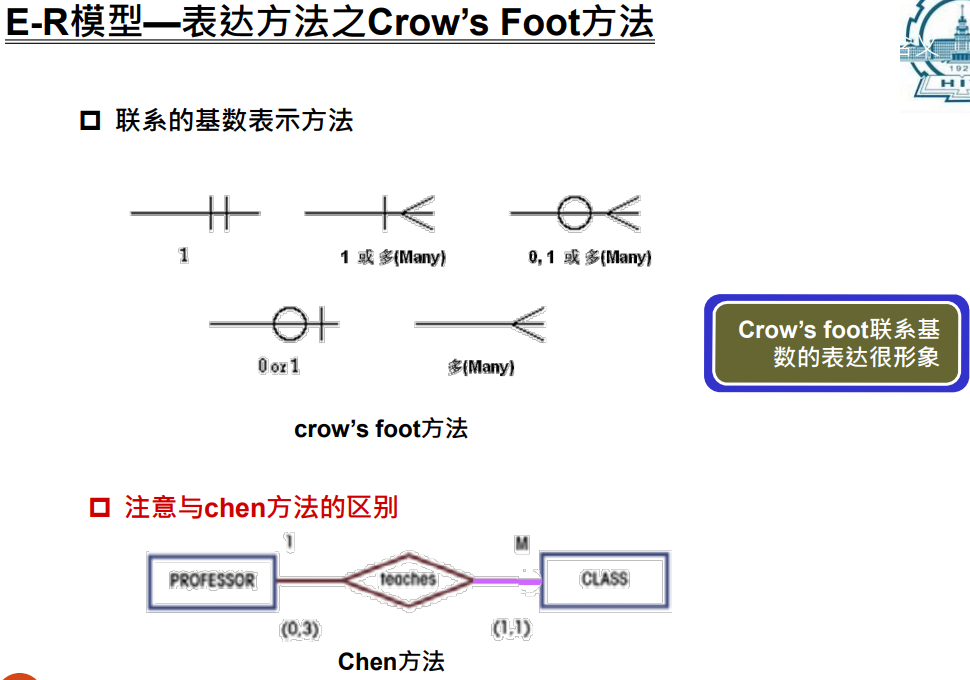 E-R模型—表达方法之Crow’s Foot方法
192
HI
联系的基数表示方法
1
1 或 多(Many)
0, 1 或 多(Many)
0 or 1
多(Many)
Crow’s foot联系基
数的表达很形象
crow’s foot方法
注意与chen方法的区别
1
M
PROFESSOR
teaches
CLASS
(0,3)
(1,1)
Chen方法